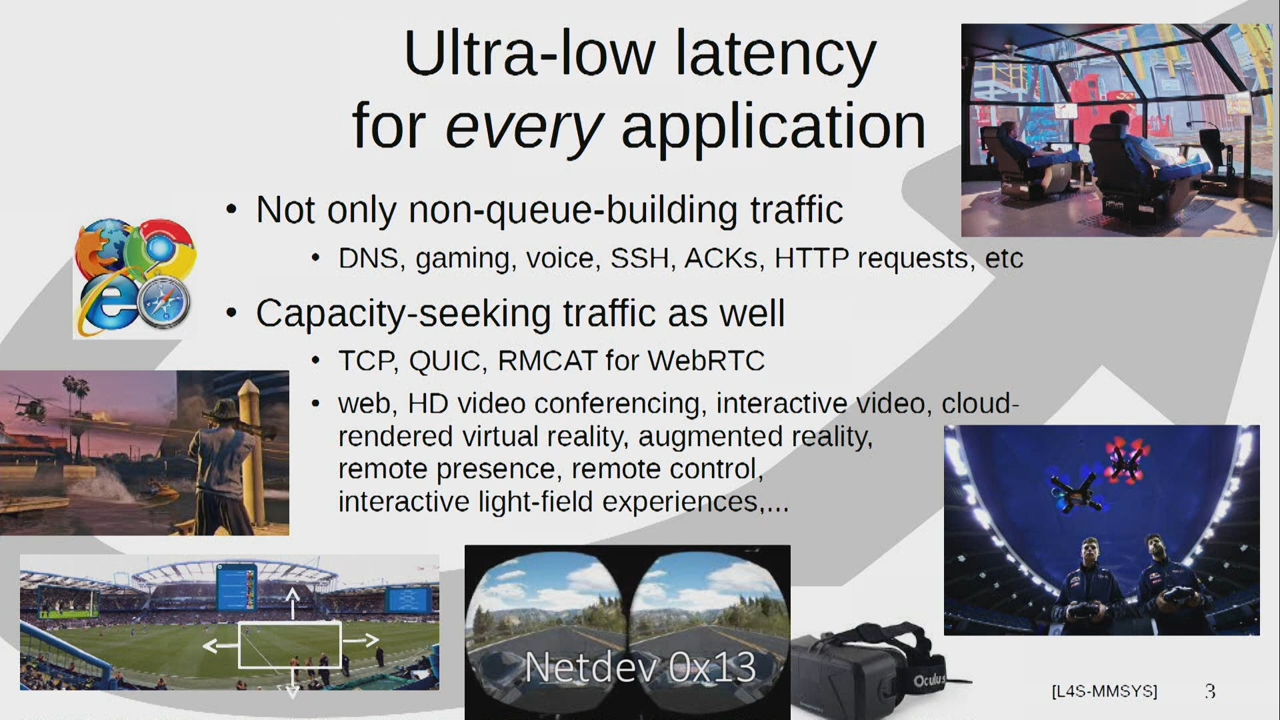 Ultra-low latency
for every application
• Not only non-queue-building traffic
• DNS, gaming, voice, SSH, ACKs, HTTP requests, etc
• Capacity-seeking traffic as well
• TCP, QUIC, RMCAT for WebRTC
• web, HD video conferencing, interactive video, cloud-
rendered virtual reality, augmented reality,
remote presence, remote control,
interactive light-field experiences,...
Netdev 0x13
Oculus
[L4S-MMSYS]
3